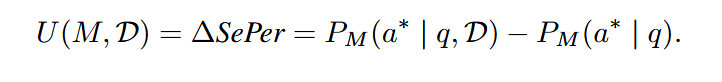 U(M, 𝒟) = ΔSePer = P_M(a* | q, 𝒟) − P_M(a* | q).